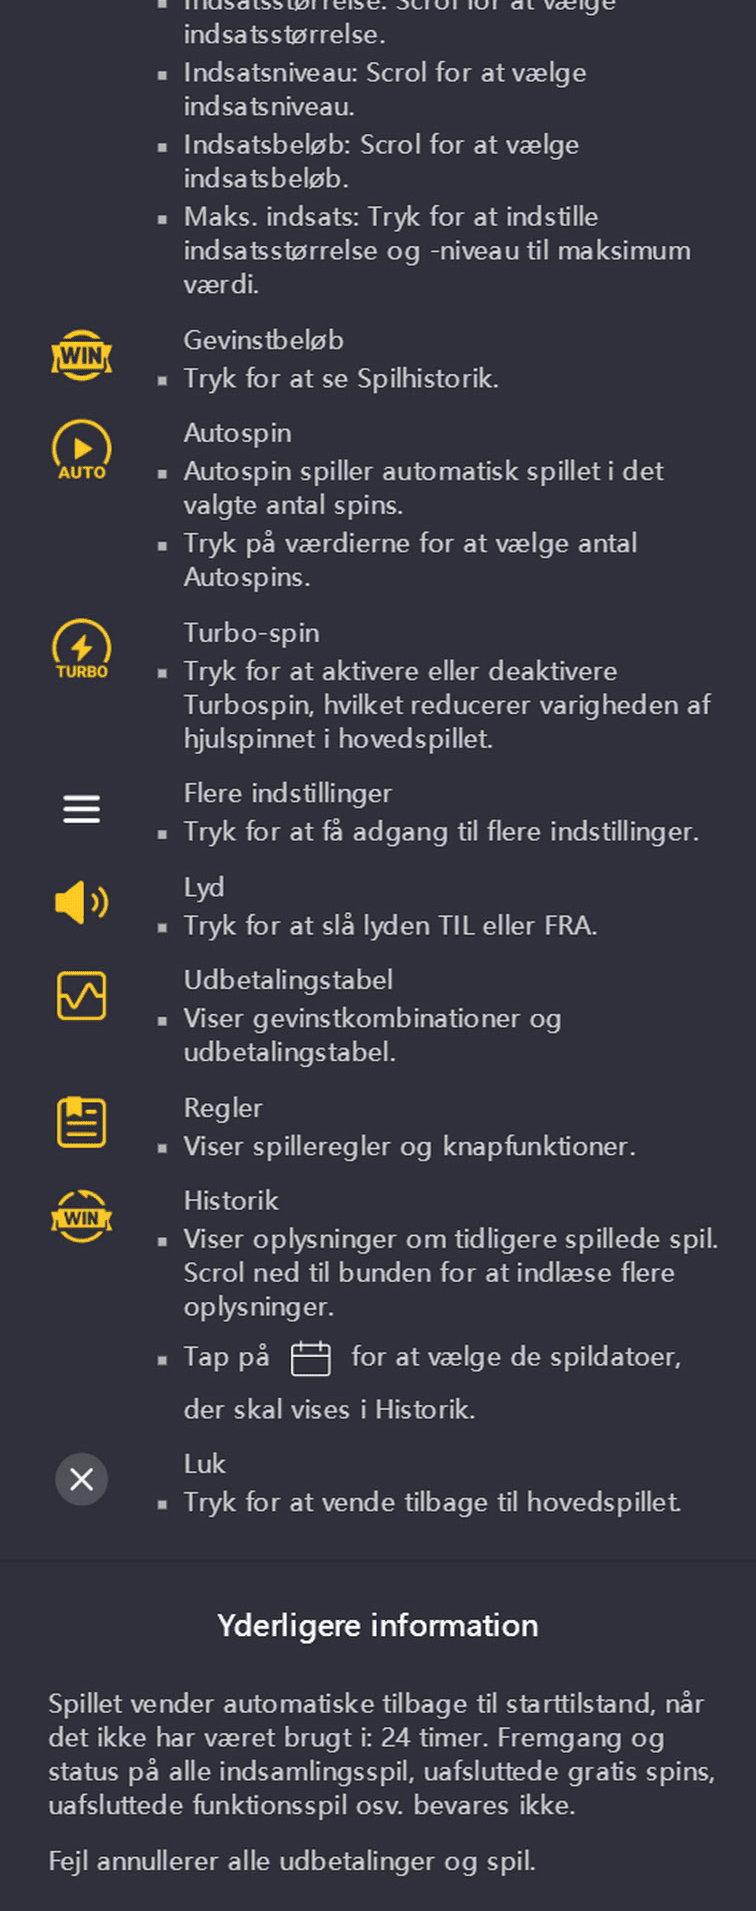 Indsatsstørrelse: Scrol for at vælge
indsatsstørrelse.
Indsatsniveau: Scrol for at vælge
indsatsniveau.
Indsatsbeløb: Scrol for at vælge
indsatsbeløb.
Maks. indsats: Tryk for at indstille
indsatsstørrelse og -niveau til maksimum
værdi.
WIN
Gevinstbeløb
Tryk for at se Spilhistorik.
AUTO
Autospin
Autospin spiller automatisk spillet i det
valgte antal spins.
Tryk på værdierne for at vælge antal
Autospins.
TURBO
Turbo-spin
Tryk for at aktivere eller deaktivere
Turbospin, hvilket reducerer varigheden af
hjulspinnet i hovedspillet.
Flere indstillinger
Tryk for at få adgang til flere indstillinger.
Lyd
Tryk for at slå lyden TIL eller FRA.
Udbetalingstabel
Viser gevinstkombinationer og
udbetalingstabel.
Regler
Viser spilleregler og knapfunktioner.
WIN
Historik
Viser oplysninger om tidligere spillede spil.
Scrol ned til bunden for at indlæse flere
oplysninger.
Tap på for at vælge de spildatoer,
der skal vises i Historik.
Luk
Tryk for at vende tilbage til hovedspillet.
Yderligere information
Spillet vender automatiske tilbage til starttilstand, når
det ikke har været brugt i: 24 timer. Fremgang og
status på alle indsamlingsspil, uafsluttede gratis spins,
uafsluttede funktionsspil osv. bevares ikke.
Fejl annullerer alle udbetalinger og spil.